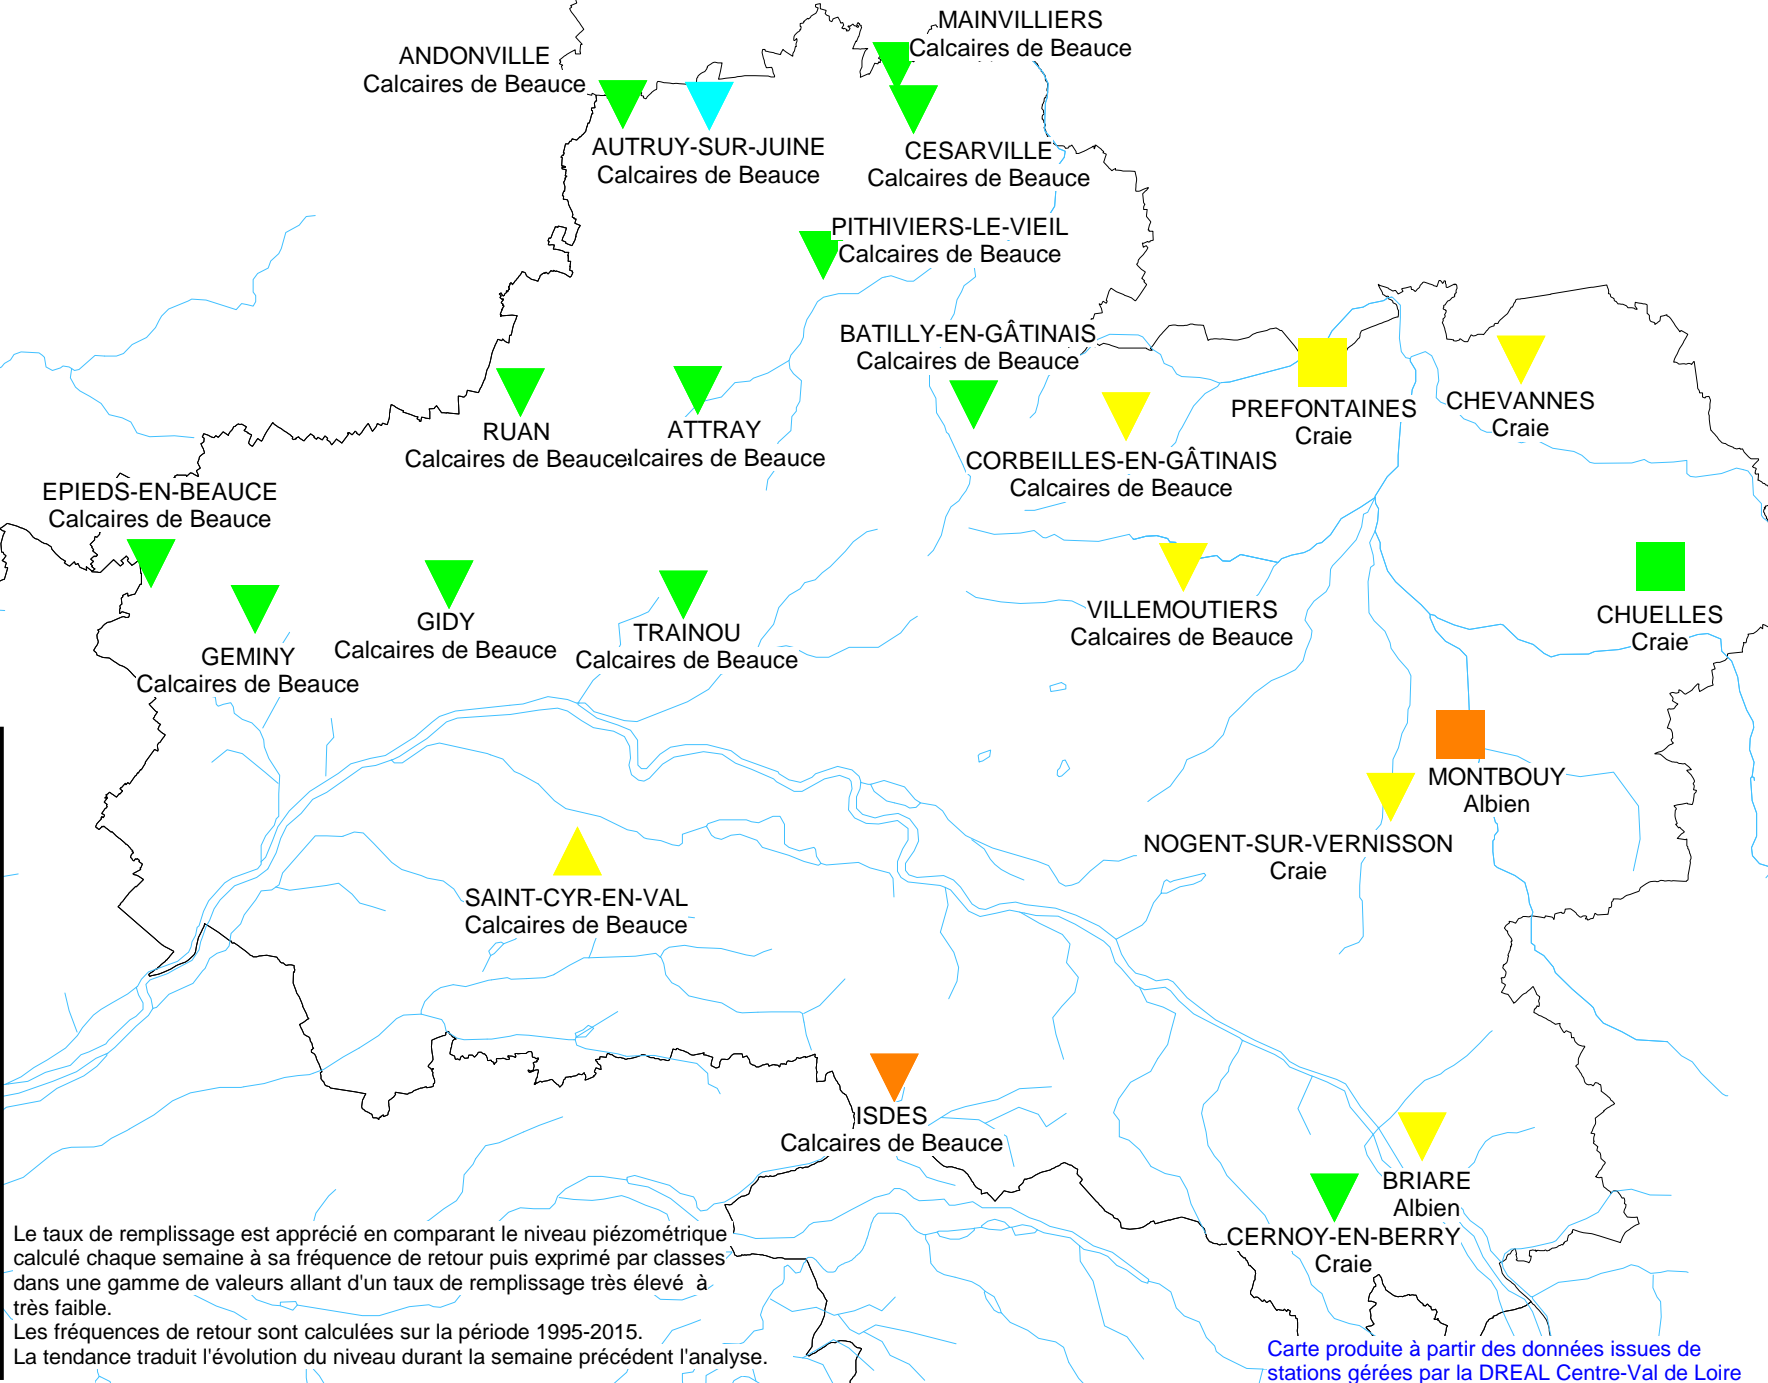 MAINVILLIERS
Calcaires de Beauce
ANDONVILLE
Calcaires de Beauce
AUTRUY-SUR-JUINE
Calcaires de Beauce
CESARVILLE
Calcaires de Beauce
PITHIVIERS-LE-VIEIL
Calcaires de Beauce
BATILLY-EN-GÂTINAIS
Calcaires de Beauce
PREFONTAINES
Craie
CHEVANNES
Craie
RUAN
Calcaires de Beauce
ATTRAY
alcaires de Beauce
CORBEILLES-EN-GÂTINAIS
Calcaires de Beauce
EPIEDS-EN-BEAUCE
Calcaires de Beauce
VILLEMOUTIERS
Calcaires de Beauce
CHUELLES
Craie
GIDY
Calcaires de Beauce
TRAINOU
Calcaires de Beauce
GEMINY
Calcaires de Beauce
MONTBOUY
Albien
NOGENT-SUR-VERNISSON
Craie
SAINT-CYR-EN-VAL
Calcaires de Beauce
ISDES
Calcaires de Beauce
BRIARE
Albien
CERNOY-EN-BERRY
Craie
Le taux de remplissage est apprécié en comparant le niveau piézométrique
calculé chaque semaine à sa fréquence de retour puis exprimé par classes
dans une gamme de valeurs allant d'un taux de remplissage très élevé à
très faible.
Les fréquences de retour sont calculées sur la période 1995-2015.
La tendance traduit l'évolution du niveau durant la semaine précédent l'analyse.
Carte produite à partir des données issues de
stations gérées par la DREAL Centre-Val de Loire